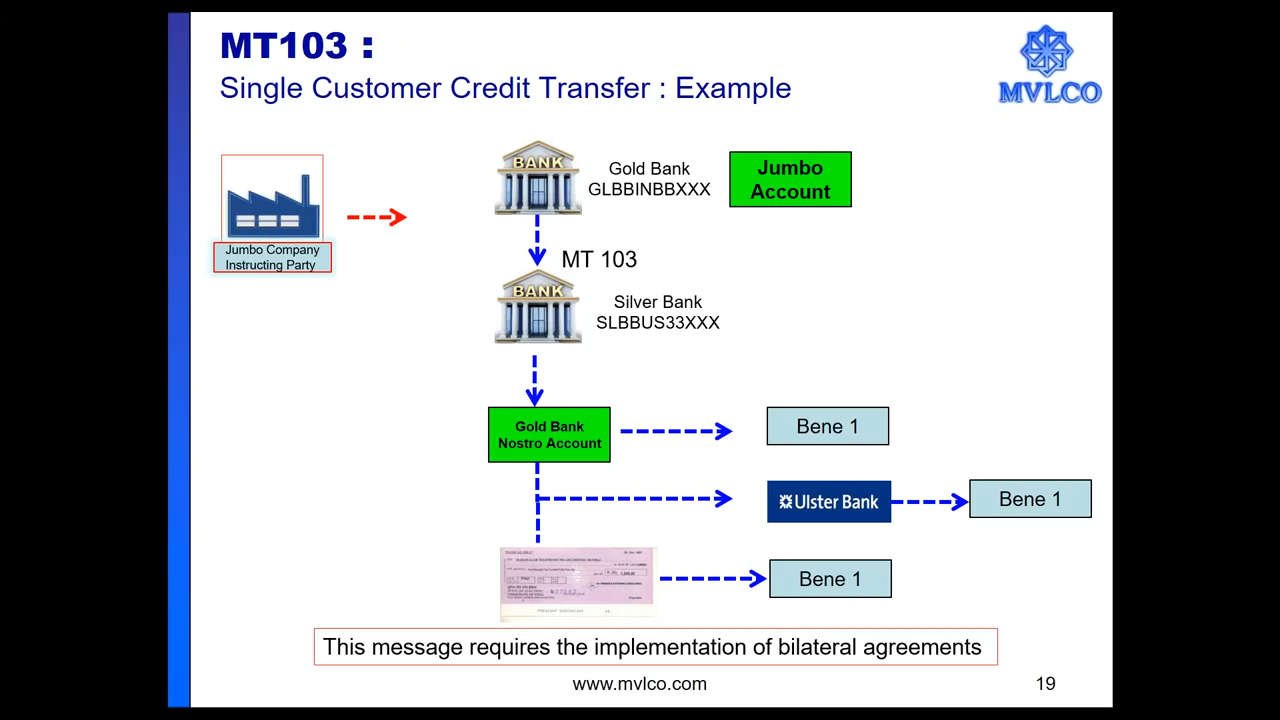 MT103 :
Single Customer Credit Transfer : Example
MVLCO
BANK
Gold Bank
GLBBINBBXXX
Jumbo
Account
Jumbo Company
Instructing Party
MT 103
BANK
Silver Bank
SLBBUS33XXX
Gold Bank
Nostro Account
Bene 1
Ulster Bank
Bene 1
Bene 1
This message requires the implementation of bilateral agreements
www.mvlco.com
19